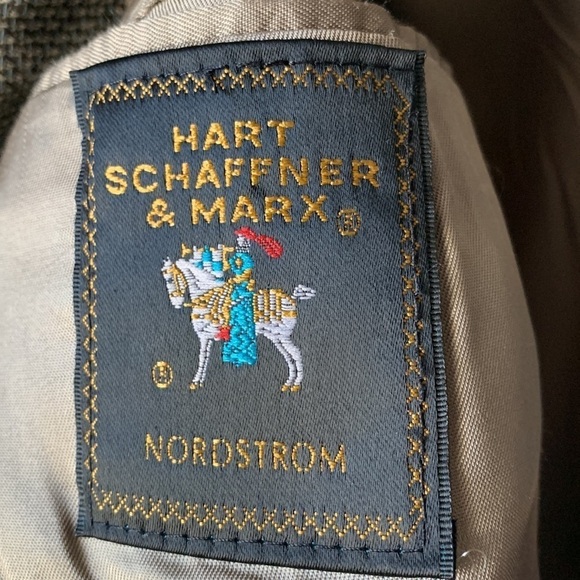 HART
SCHAFFNER
& MARX®
®
NORDSTROM